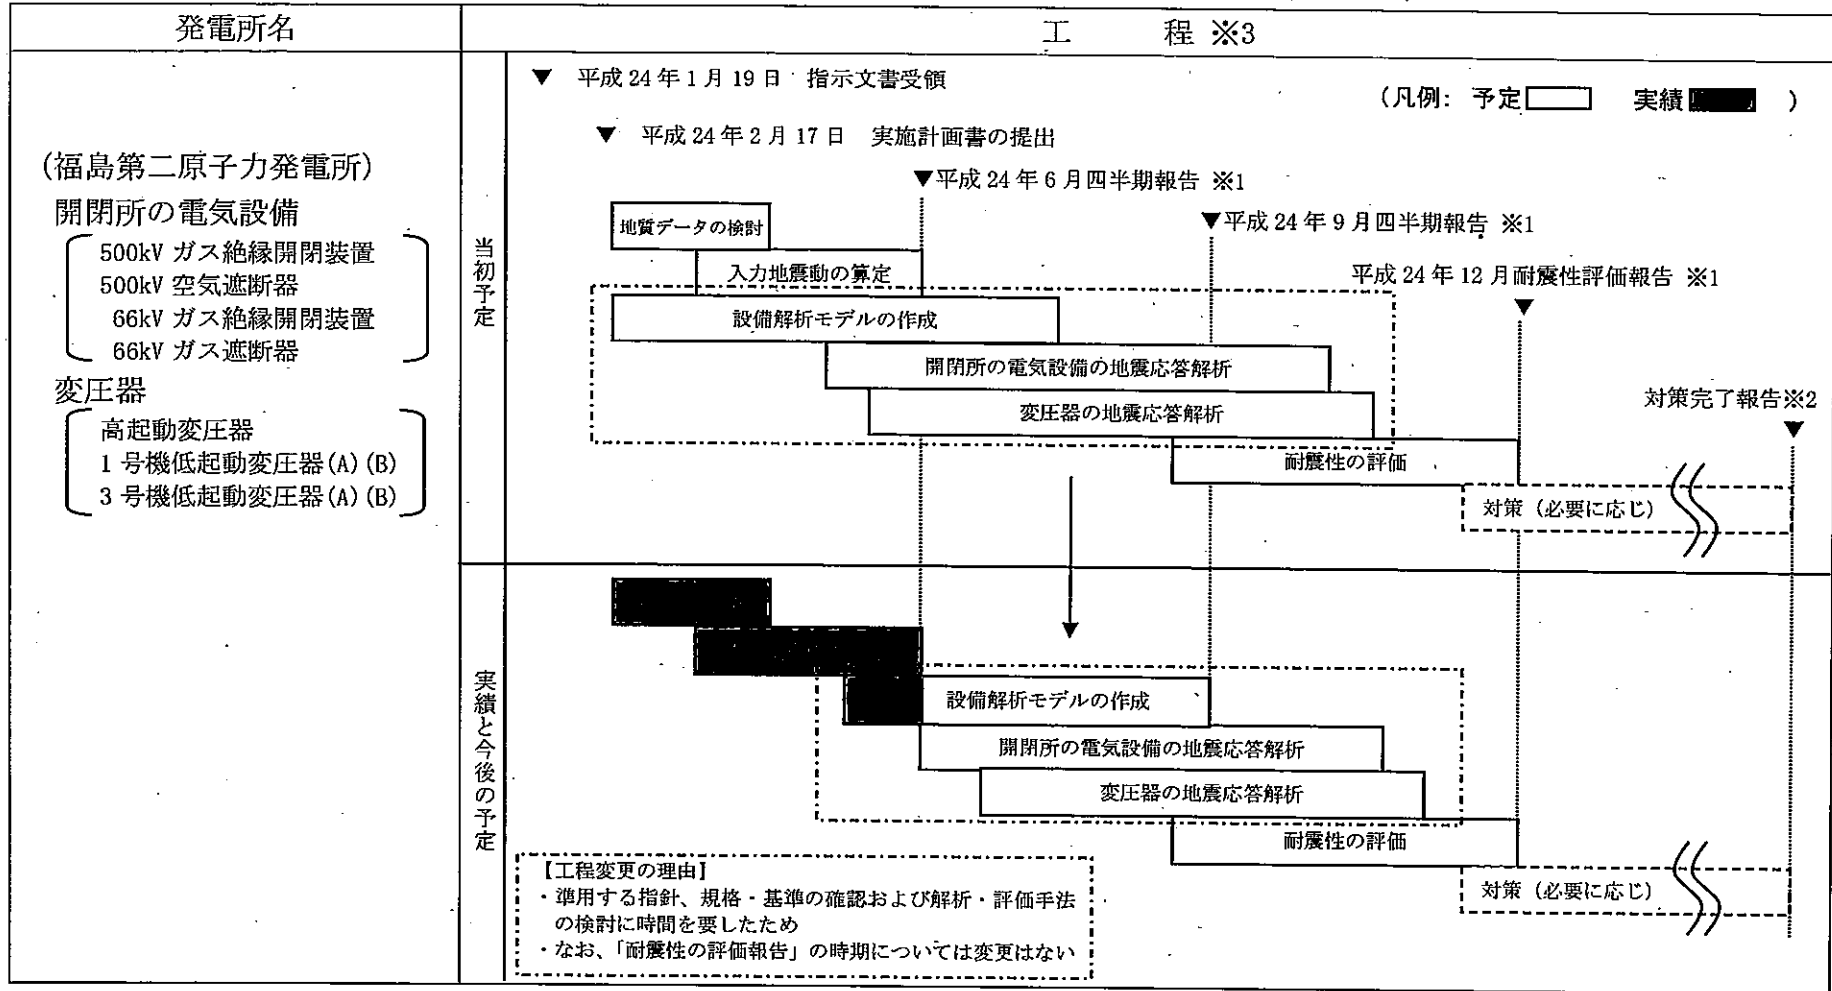 発電所名
工程 ※3
(福島第二原子力発電所)
開閉所の電気設備
500kV ガス絶縁開閉装置
500kV 空気遮断器
66kV ガス絶縁開閉装置
66kV ガス遮断器
変圧器
高起動変圧器
1 号機低起動変圧器(A)(B)
3 号機低起動変圧器(A)(B)
当初予定
▼ 平成 24 年 1 月 19 日 指示文書受領
(凡例: 予定 実績 )
▼ 平成 24 年 2 月 17 日 実施計画書の提出
▼平成 24 年 6 月四半期報告 ※1
▼平成 24 年 9 月四半期報告 ※1
平成 24 年 12 月耐震性評価報告 ※1
▼
地質データの検討
入力地震動の算定
設備解析モデルの作成
開閉所の電気設備の地震応答解析
変圧器の地震応答解析
対策完了報告※2
▼
耐震性の評価
対策（必要に応じ）
実績と今後の予定
設備解析モデルの作成
開閉所の電気設備の地震応答解析
変圧器の地震応答解析
耐震性の評価
対策（必要に応じ）
【工程変更の理由】
・準用する指針、規格・基準の確認および解析・評価手法
の検討に時間を要したため
・なお、「耐震性の評価報告」の時期については変更はない